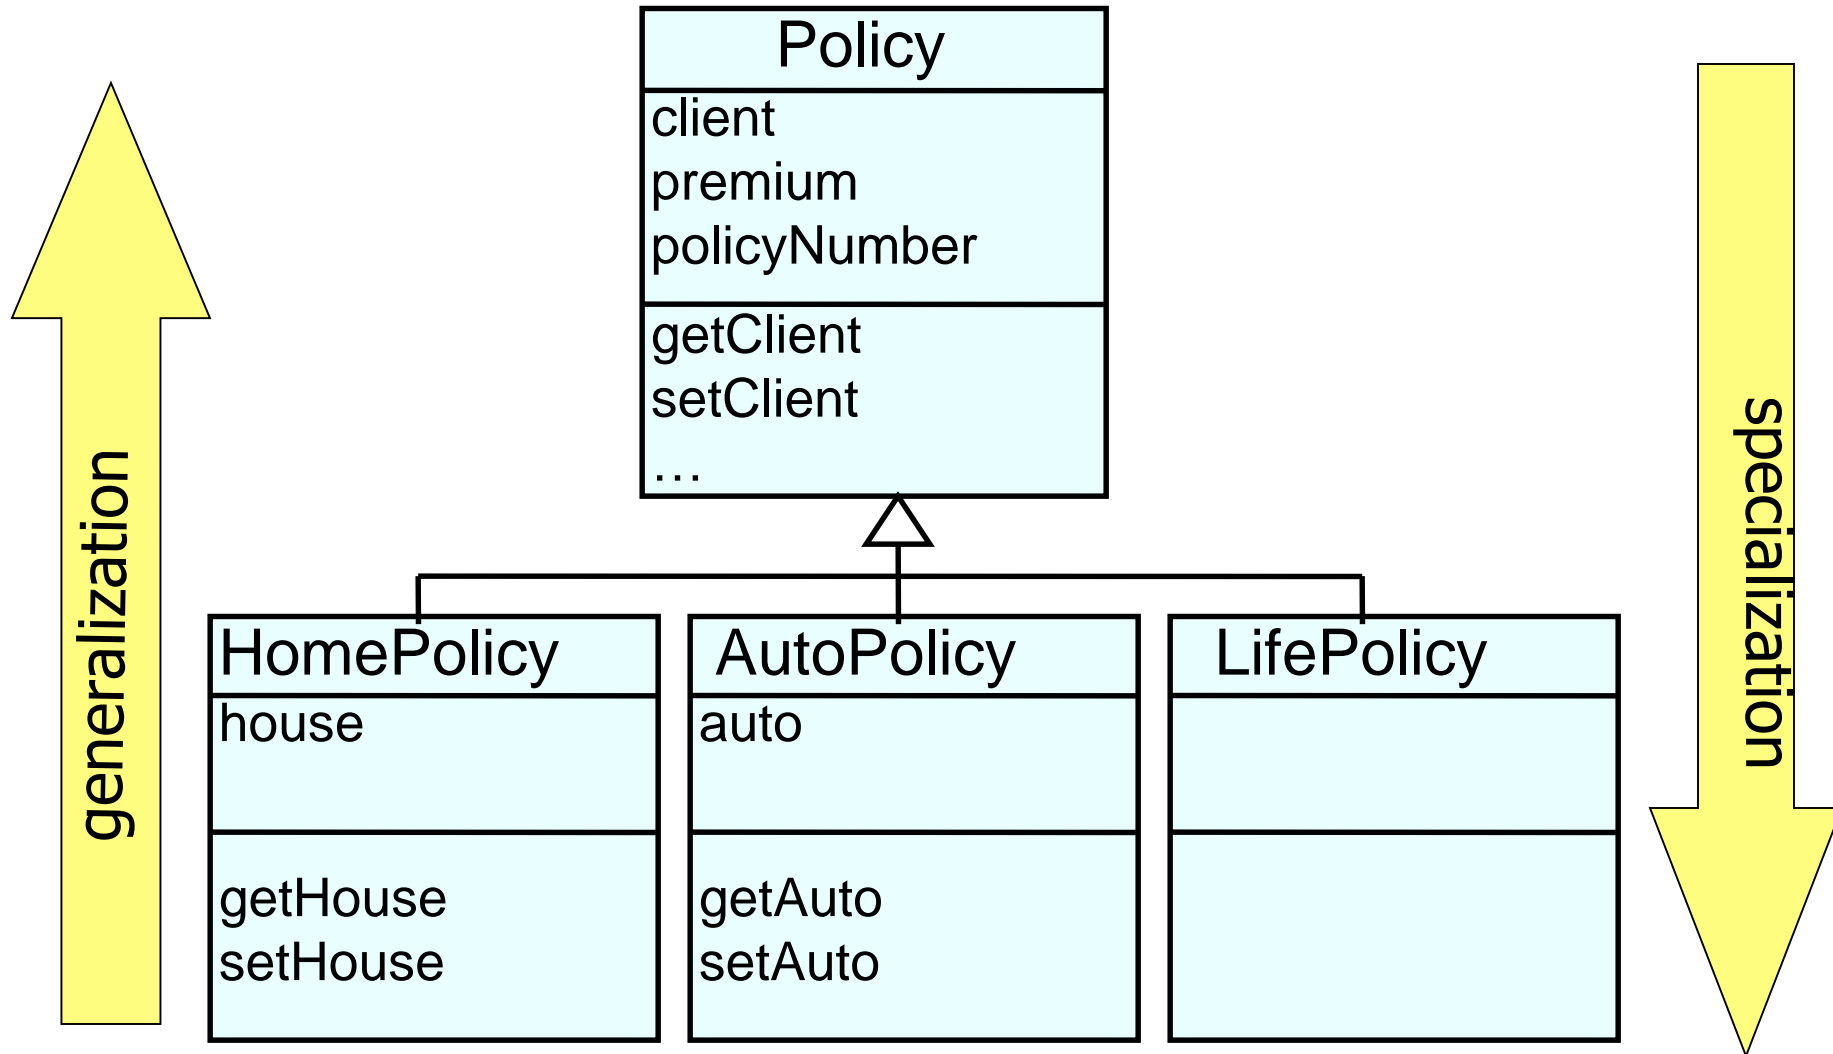 Policy
client
premium
policyNumber
getClient
setClient
…
generalization
specialization
HomePolicy
house
getHouse
setHouse
AutoPolicy
auto
getAuto
setAuto
LifePolicy